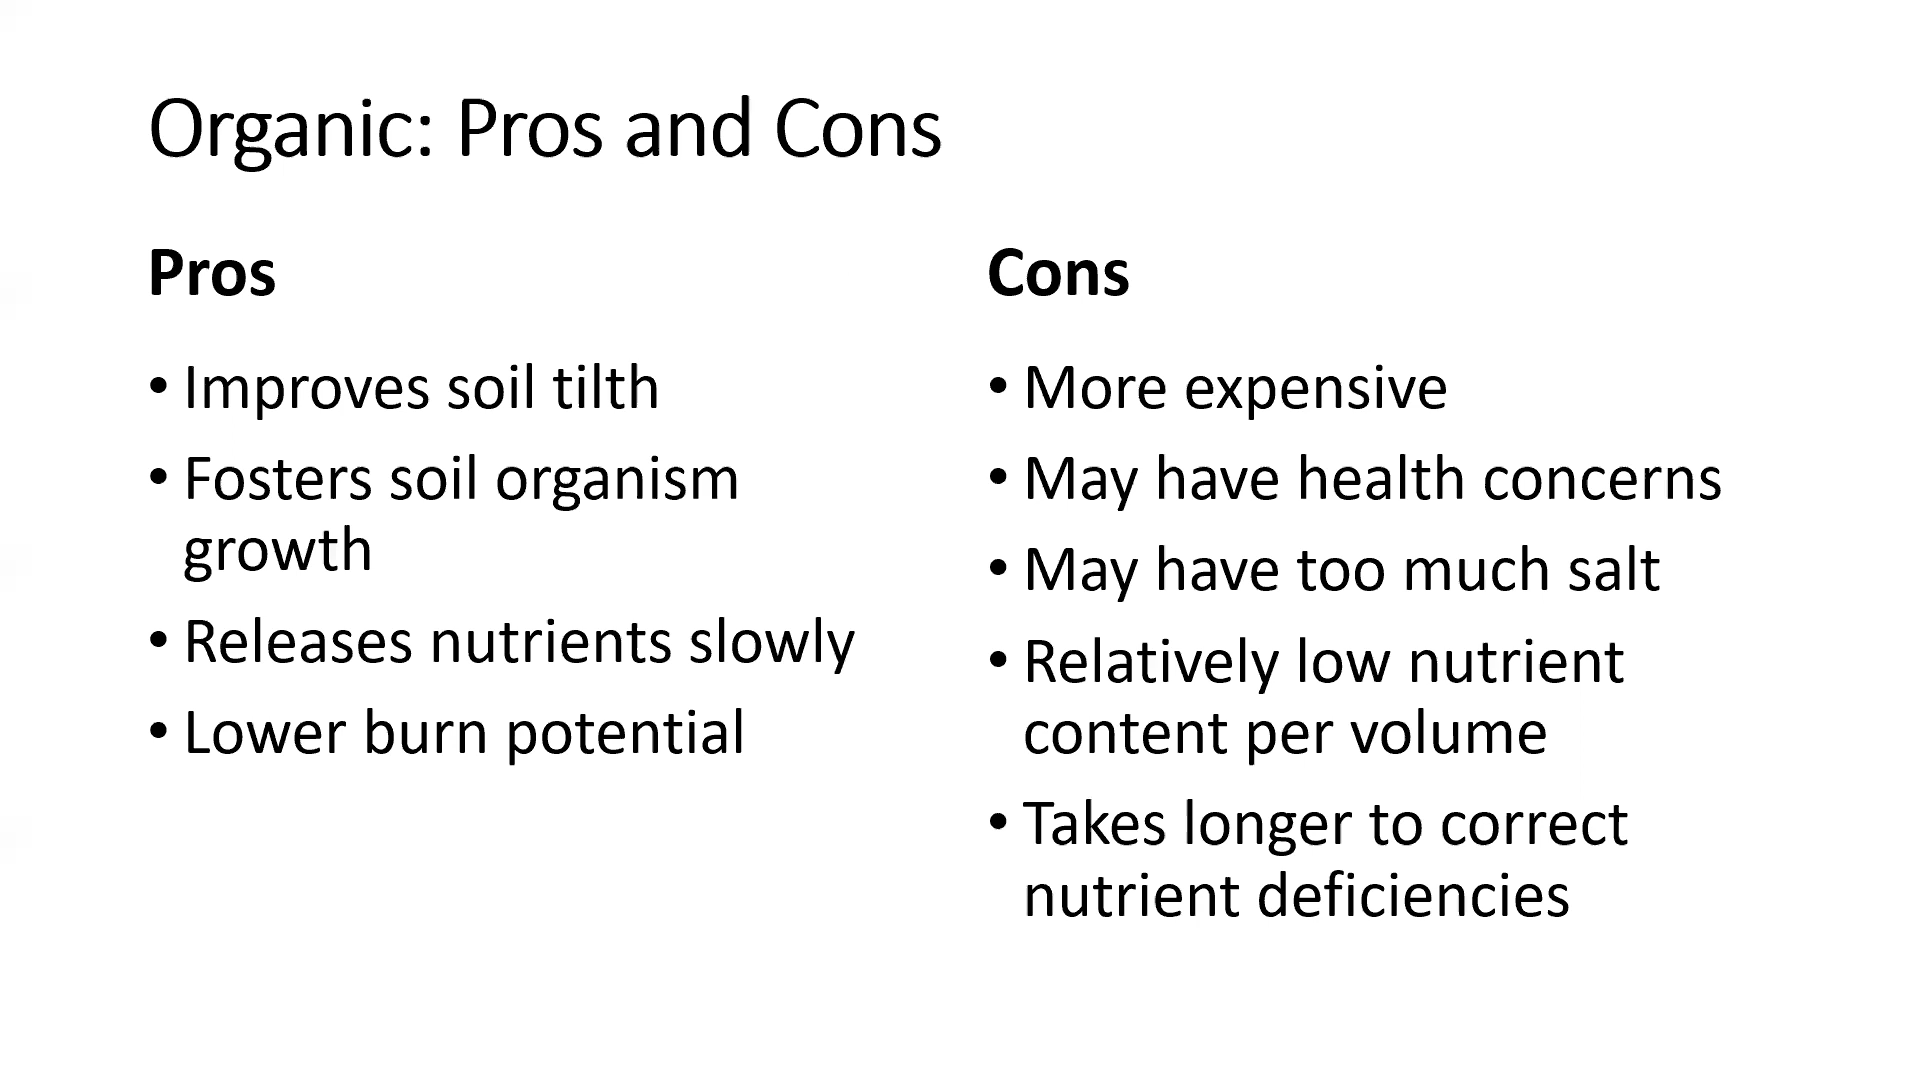 Organic: Pros and Cons
Pros
• Improves soil tilth
• Fosters soil organism
growth
• Releases nutrients slowly
• Lower burn potential
Cons
• More expensive
• May have health concerns
• May have too much salt
• Relatively low nutrient
content per volume
• Takes longer to correct
nutrient deficiencies